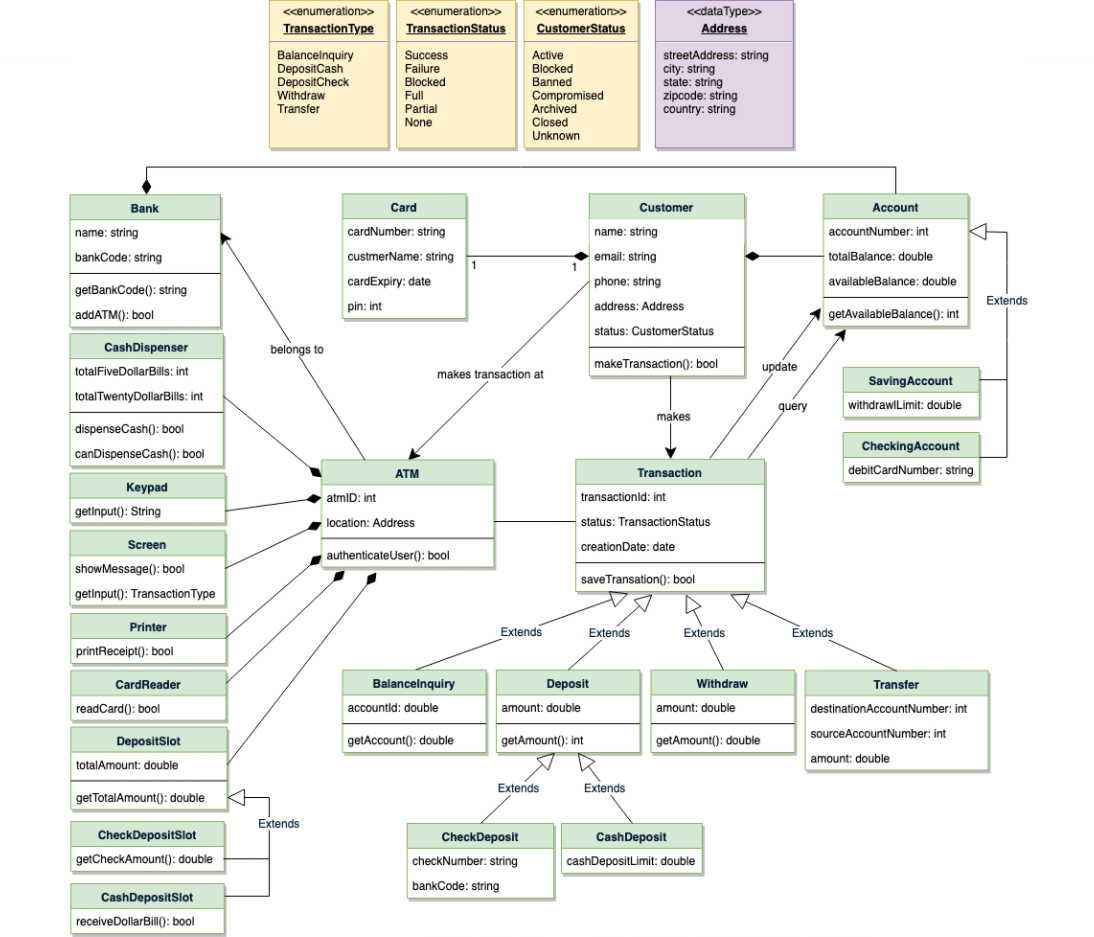 <<enumeration>>
TransactionType
BalanceInquiry
DepositCash
DepositCheck
Withdraw
Transfer
<<enumeration>>
TransactionStatus
Success
Failure
Blocked
Full
Partial
None
<<enumeration>>
CustomerStatus
Active
Blocked
Banned
Compromised
Archived
Closed
Unknown
<<dataType>>
Address
streetAddress: string
city: string
state: string
zipcode: string
country: string
Bank
name: string
bankCode: string
getBankCode(): string
addATM(): bool
Card
cardNumber: string
custmerName: string
cardExpiry: date
pin: int
1
1
Customer
name: string
email: string
phone: string
address: Address
status: CustomerStatus
makeTransaction(): bool
Account
accountNumber: int
totalBalance: double
availableBalance: double
getAvailableBalance(): int
Extends
belongs to
makes transaction at
makes
update
query
SavingAccount
withdrawlLimit: double
CheckingAccount
debitCardNumber: string
CashDispenser
totalFiveDollarBills: int
totalTwentyDollarBills: int
dispenseCash(): bool
canDispenseCash(): bool
Keypad
getInput(): String
Screen
showMessage(): bool
getInput(): TransactionType
Printer
printReceipt(): bool
CardReader
readCard(): bool
DepositSlot
totalAmount: double
getTotalAmount(): double
Extends
CheckDepositSlot
getCheckAmount(): double
CashDepositSlot
receiveDollarBill(): bool
ATM
atmID: int
location: Address
authenticateUser(): bool
Transaction
transactionId: int
status: TransactionStatus
creationDate: date
saveTransation(): bool
Extends
Extends
Extends
Extends
BalanceInquiry
accountId: double
getAccount(): double
Deposit
amount: double
getAmount(): int
Withdraw
amount: double
getAmount(): double
Transfer
destinationAccountNumber: int
sourceAccountNumber: int
amount: double
Extends
Extends
CheckDeposit
checkNumber: string
bankCode: string
CashDeposit
cashDepositLimit: double